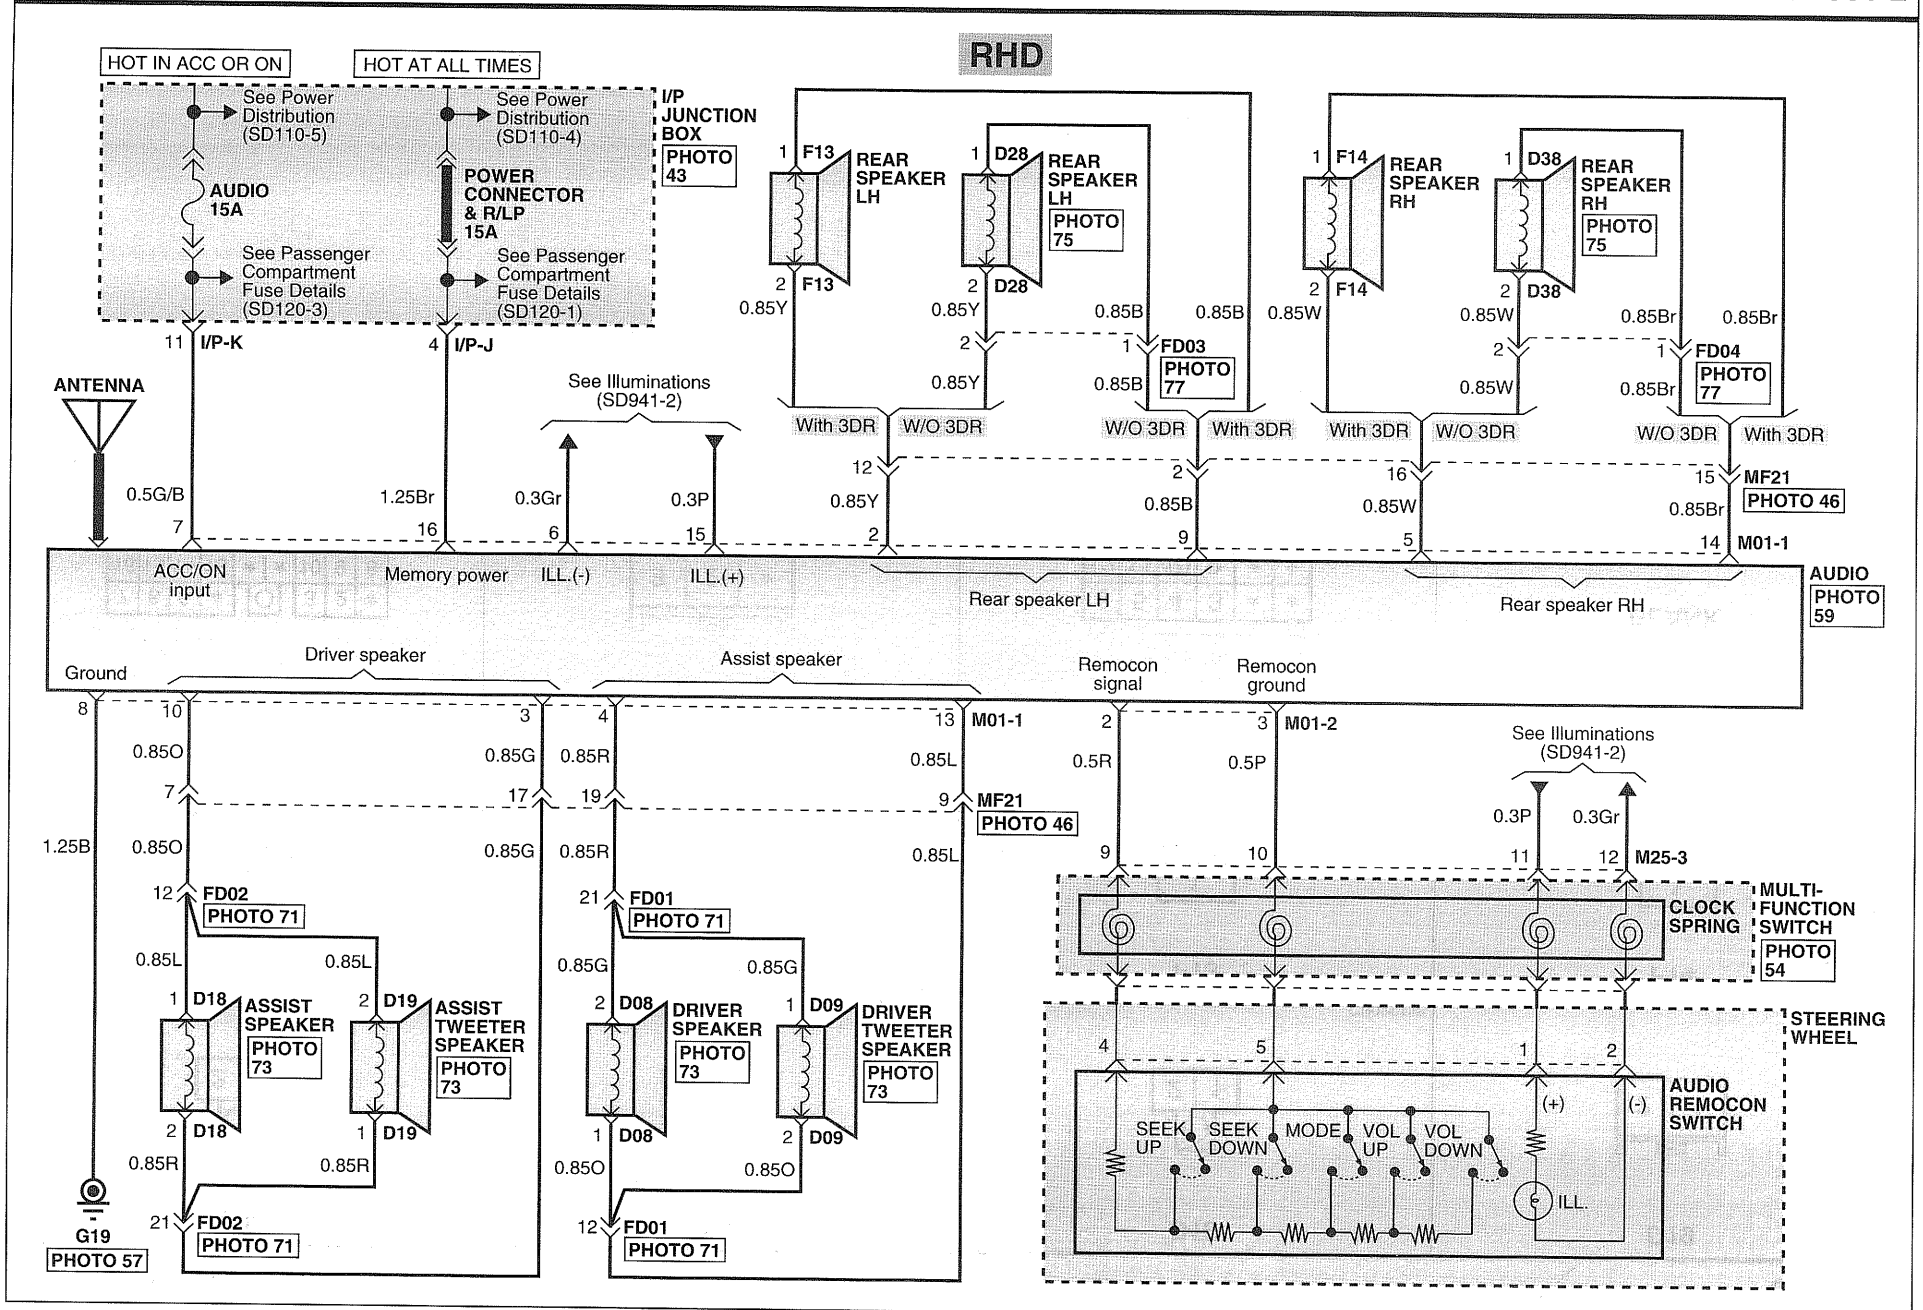 RHD
HOT IN ACC OR ON
HOT AT ALL TIMES
See Power
Distribution
(SD110-5)
See Power
Distribution
(SD110-4)
I/P
JUNCTION
BOX
PHOTO
43
AUDIO
15A
POWER
CONNECTOR
& R/LP
15A
See Passenger
Compartment
Fuse Details
(SD120-3)
See Passenger
Compartment
Fuse Details
(SD120-1)
11 I/P-K
4 I/P-J
1 F13
REAR
SPEAKER
LH
2 F13
1 D28
REAR
SPEAKER
LH
PHOTO
75
2 D28
1 F14
REAR
SPEAKER
RH
2 F14
1 D38
REAR
SPEAKER
RH
PHOTO
75
2 D38
0.85Y
0.85Y
0.85B
0.85B
0.85W
0.85W
0.85Br
0.85Br
2
1 FD03
PHOTO
77
2
1 FD04
PHOTO
77
0.85Y
0.85B
0.85W
0.85Br
ANTENNA
See Illuminations
(SD941-2)
With 3DR
W/O 3DR
W/O 3DR
With 3DR
With 3DR
W/O 3DR
W/O 3DR
With 3DR
12
2
16
15 MF21
PHOTO 46
0.5G/B
1.25Br
0.3Gr
0.3P
0.85Y
0.85B
0.85W
0.85Br
7
16
6
15
2
9
5
14 M01-1
ACC/ON
input
Memory power
ILL.(-)
ILL.(+)
Rear speaker LH
Rear speaker RH
AUDIO
PHOTO
59
Ground
Driver speaker
Assist speaker
Remocon
signal
Remocon
ground
8
10
3
4
13 M01-1
2
3 M01-2
0.85O
0.85G
0.85R
0.85L
0.5R
0.5P
See Illuminations
(SD941-2)
7
17
19
9 MF21
PHOTO 46
0.3P
0.3Gr
1.25B
0.85O
0.85G
0.85R
0.85L
9
10
11
12 M25-3
12 FD02
PHOTO 71
21 FD01
PHOTO 71
CLOCK
SPRING
MULTI-
FUNCTION
SWITCH
PHOTO
54
0.85L
0.85L
0.85G
0.85G
1 D18
ASSIST
SPEAKER
PHOTO
73
2 D18
2 D19
ASSIST
TWEETER
SPEAKER
PHOTO
73
1 D19
2 D08
DRIVER
SPEAKER
PHOTO
73
1 D08
1 D09
DRIVER
TWEETER
SPEAKER
PHOTO
73
2 D09
STEERING
WHEEL
4
5
1
2
AUDIO
REMOCON
SWITCH
(+)
(-)
SEEK
UP
SEEK
DOWN
MODE
VOL
UP
VOL
DOWN
ILL.
0.85R
0.85R
0.85O
0.85O
21 FD02
PHOTO 71
12 FD01
PHOTO 71
G19
PHOTO 57